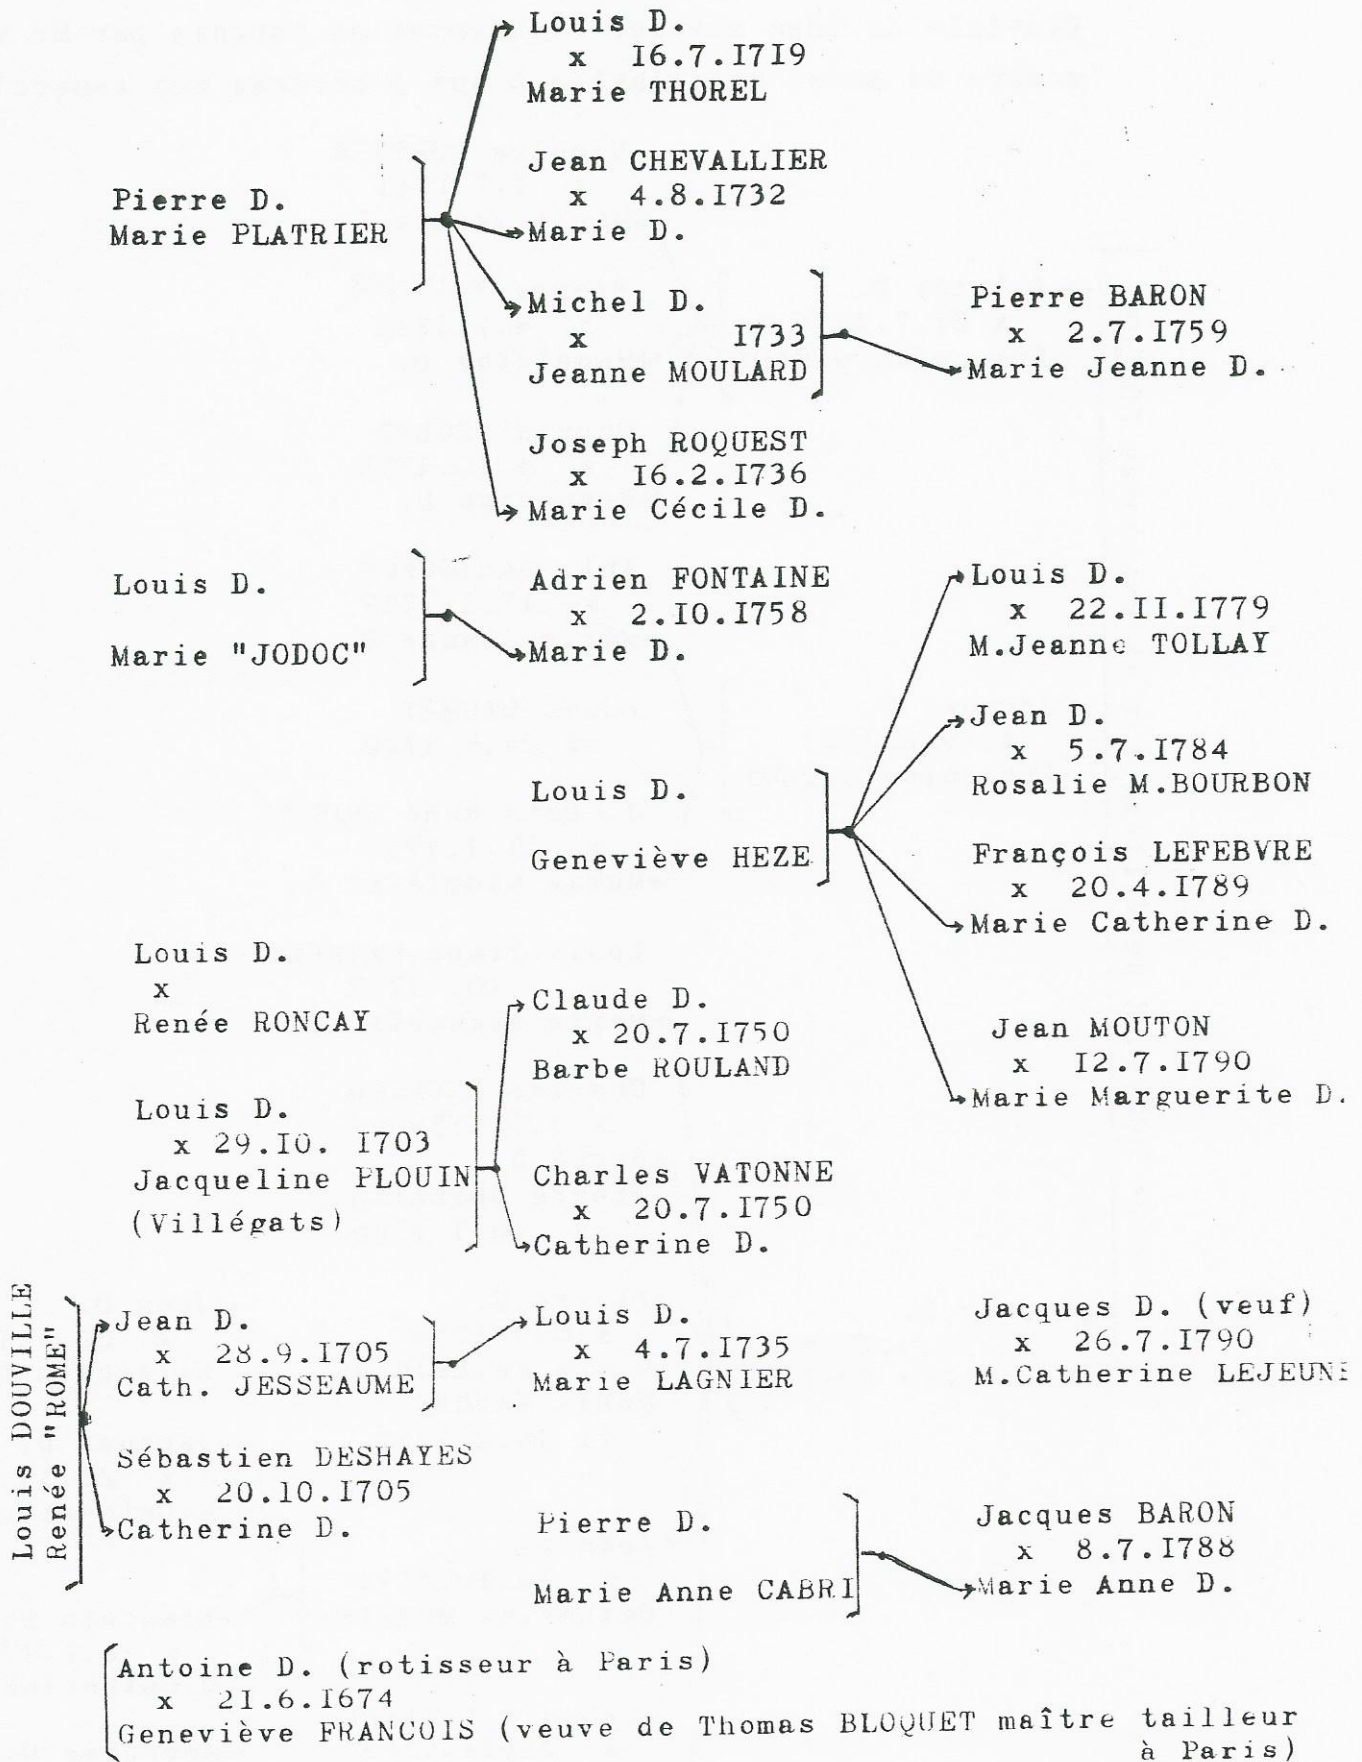 Louis D.
x 16.7.1719
Marie THOREL
Jean CHEVALLIER
x 4.8.1732
Marie D.
Pierre D.
Marie PLATRIER
Michel D.
x 1733
Jeanne MOULARD
Pierre BARON
x 2.7.1759
Marie Jeanne D.
Joseph ROQUEST
x 16.2.1736
Marie Cécile D.
Louis D.
Marie "JODOC"
Adrien FONTAINE
x 2.10.1758
Marie D.
Louis D.
x 22.11.1779
M.Jeanne TOLLAY
Jean D.
x 5.7.1784
Rosalie M.BOURBON
Louis D.
Geneviève HEZE
François LEFEBVRE
x 20.4.1789
Marie Catherine D.
Jean MOUTON
x 12.7.1790
Marie Marguerite D.
Louis D.
x
Renée RONCAY
Louis D.
x 29.10. 1703
Jacqueline PLOUIN
(Villégats)
Claude D.
x 20.7.1750
Barbe ROULAND
Charles VATONNE
x 20.7.1750
Catherine D.
Louis DOUVILLE
Renée "ROME"
Jean D.
x 28.9.1705
Cath. JESSEAUME
Louis D.
x 4.7.1735
Marie LAGNIER
Jacques D. (veuf)
x 26.7.1790
M.Catherine LEJEUNE
Sébastien DESHAYES
x 20.10.1705
Catherine D.
Pierre D.
Marie Anne CABRI
Jacques BARON
x 8.7.1788
Marie Anne D.
Antoine D. (rotisseur à Paris)
x 21.6.1674
Geneviève FRANCOIS (veuve de Thomas BLOQUET maître tailleur
à Paris)